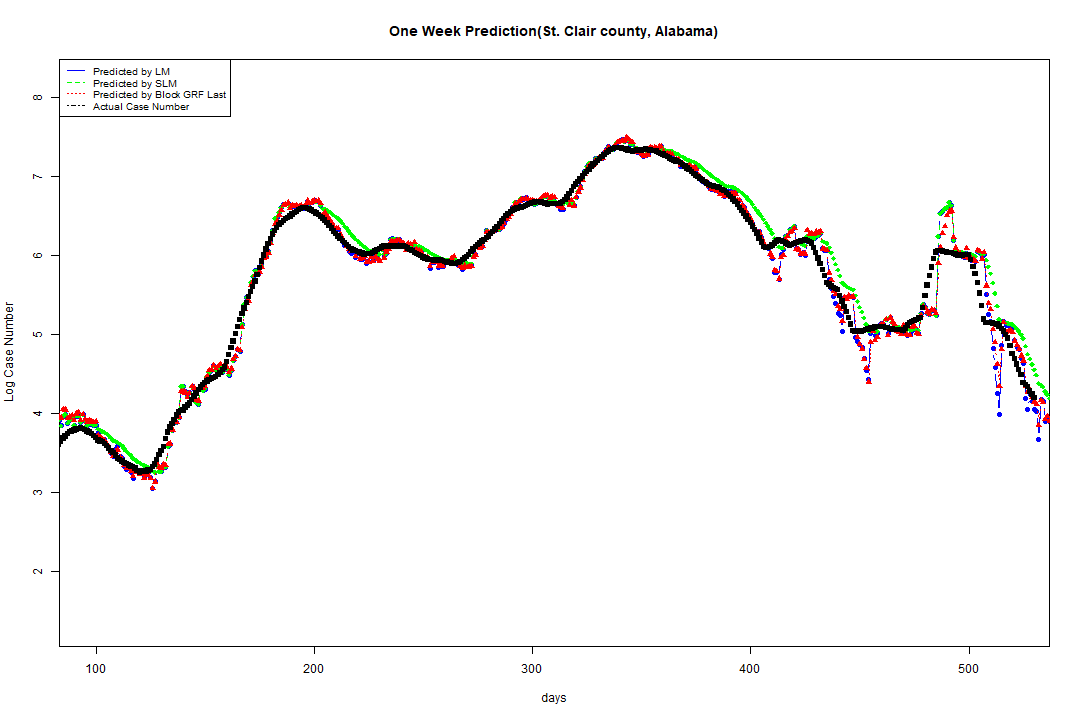 One Week Prediction(St. Clair county, Alabama)
Predicted by LM
Predicted by SLM
Predicted by Block GRF Last
Actual Case Number
8
7
6
5
4
3
2
Log Case Number
100 200 300 400 500
days